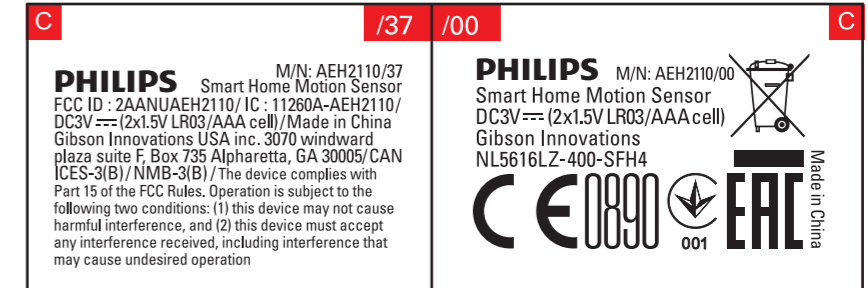 C
/37
M/N: AEH2110/37
PHILIPS Smart Home Motion Sensor
FCC ID : 2AANUAEH2110/ IC : 11260A-AEH2110/
DC3V (2x1.5V LR03/AAA cell)/Made in China
Gibson Innovations USA inc. 3070 windward
plaza suite F, Box 735 Alpharetta, GA 30005/CAN
ICES-3(B)/NMB-3(B)/The device complies with
Part 15 of the FCC Rules. Operation is subject to the
following two conditions: (1) this device may not cause
harmful interference, and (2) this device must accept
any interference received, including interference that
may cause undesired operation
/00
C
PHILIPS M/N: AEH2110/00
Smart Home Motion Sensor
DC3V (2x1.5V LR03/AAA cell)
Gibson Innovations
NL5616LZ-400-SFH4
CE0890
001
EAC
Made in China